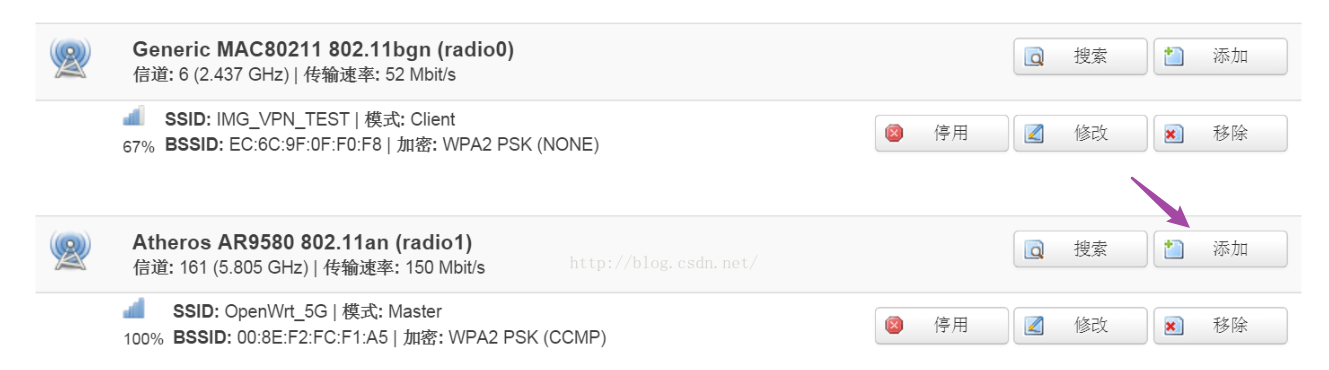 Generic MAC80211 802.11bgn (radio0)
搜索 添加
信道: 6 (2.437 GHz) | 传输速率: 52 Mbit/s
SSID: IMG_VPN_TEST | 模式: Client
停用 修改 移除
67% BSSID: EC:6C:9F:0F:F0:F8 | 加密: WPA2 PSK (NONE)
Atheros AR9580 802.11an (radio1)
搜索 添加
信道: 161 (5.805 GHz) | 传输速率: 150 Mbit/s
http://blog.csdn.net/
SSID: OpenWrt_5G | 模式: Master
停用 修改 移除
100% BSSID: 00:8E:F2:FC:F1:A5 | 加密: WPA2 PSK (CCMP)